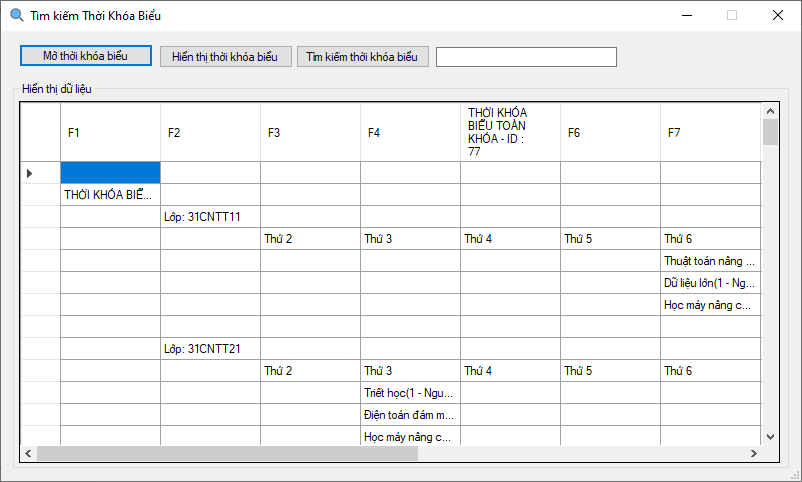 Tìm kiếm Thời Khóa Biểu
Mở thời khóa biểu Hiển thị thời khóa biểu Tìm kiếm thời khóa biểu
Hiển thị dữ liệu
F1 F2 F3 F4 THỜI KHÓA BIỂU TOÀN KHÓA - ID : 77 F6 F7
THỜI KHÓA BIỂ...
Lớp: 31CNTT11
Thứ 2 Thứ 3 Thứ 4 Thứ 5 Thứ 6
Thuật toán nâng ...
Dữ liệu lớn(1 - Ng...
Học máy nâng c...
Lớp: 31CNTT21
Thứ 2 Thứ 3 Thứ 4 Thứ 5 Thứ 6
Triết học(1 - Ngu...
Điện toán đám m...
Học máy nâng c...